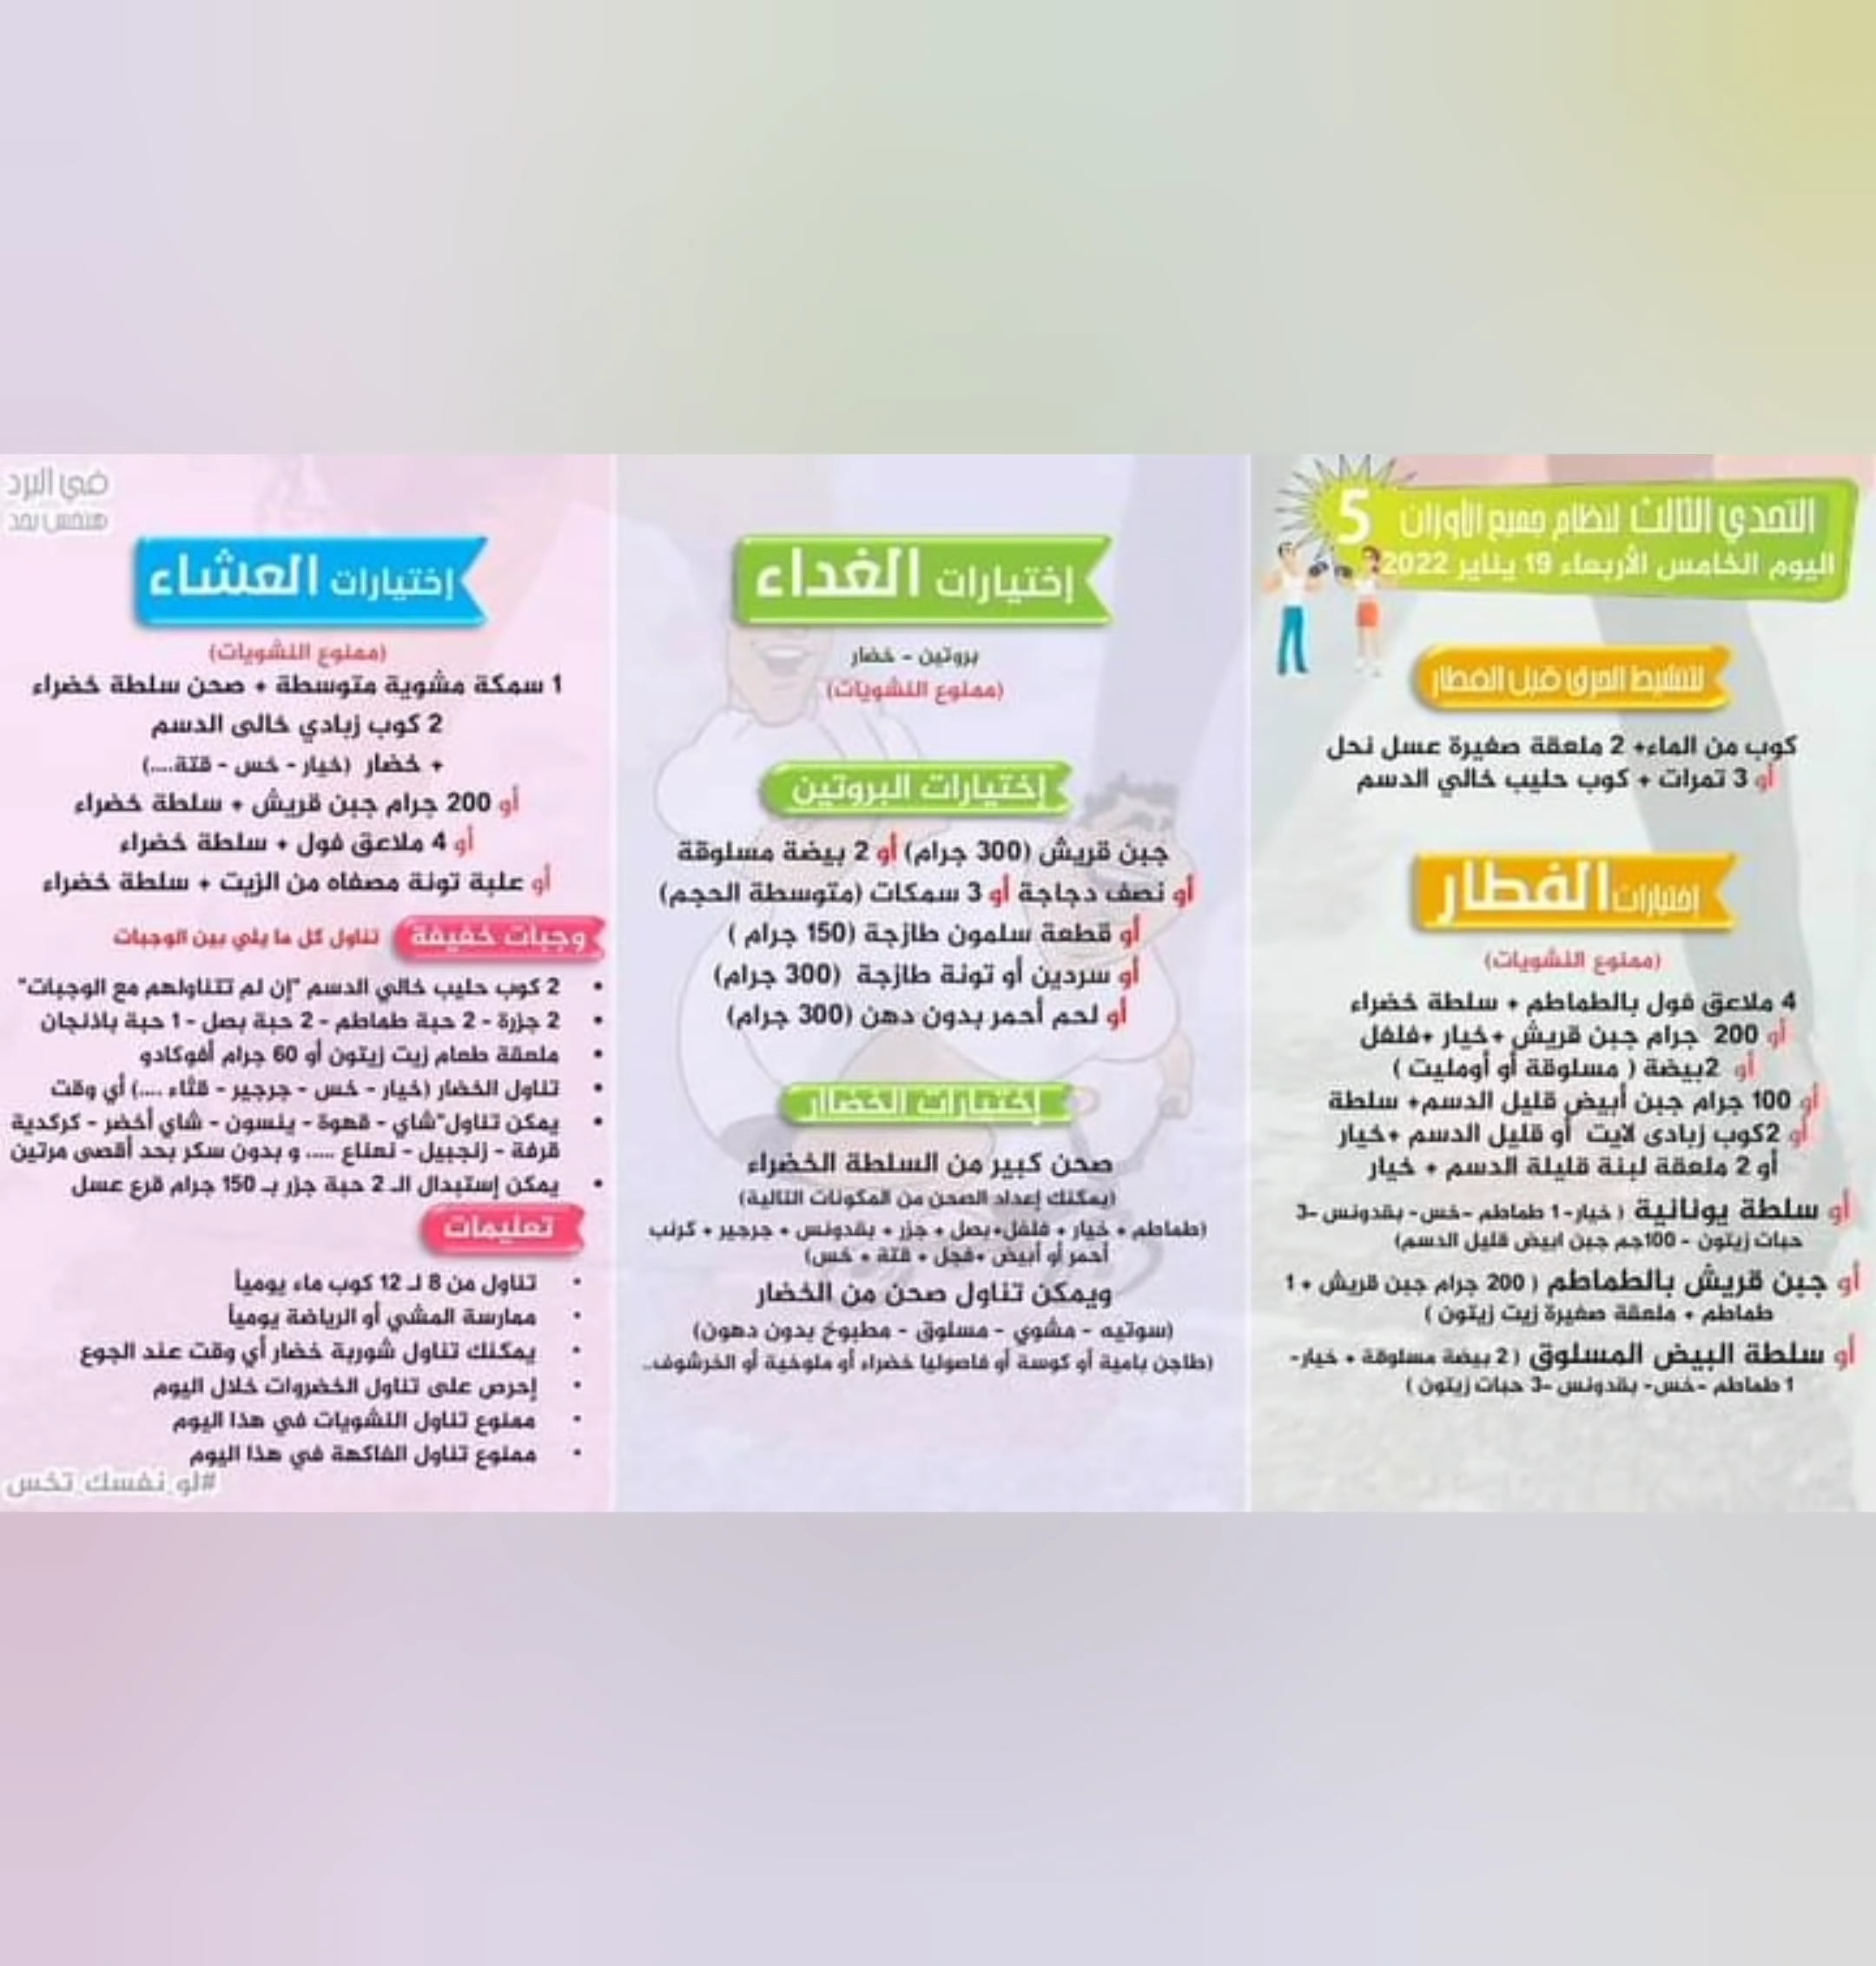 التحدي الثالث لنظام جميع الأوزان
5
اليوم الخامس الأربعاء 19 يناير 2022
لتنشيط الحرق قبل الفطار
كوب من الماء+ 2 ملعقة صغيرة عسل نحل
أو 3 تمرات + كوب حليب خالي الدسم
إختيارات الفطار
(ممنوع النشويات)
4 ملاعق فول بالطماطم + سلطة خضراء
أو 200 جرام جبن قريش +خيار +فلفل
أو 2بيضة ( مسلوقة أو أومليت )
أو 100 جرام جبن أبيض قليل الدسم+ سلطة
أو 2كوب زبادى لايت أو قليل الدسم +خيار
أو 2 ملعقة لبنة قليلة الدسم + خيار
أو سلطة يونانية ( خيار-1 طماطم -خس- بقدونس -3
حبات زيتون - 100جم جبن ابيض قليل الدسم)
أو جبن قريش بالطماطم ( 200 جرام جبن قريش + 1
طماطم + ملعقة صغيرة زيت زيتون )
أو سلطة البيض المسلوق ( 2 بيضة مسلوقة + خيار-
1 طماطم -خس- بقدونس -3 حبات زيتون )
إختيارات الغداء
بروتين - خضار
(ممنوع النشويات)
إختيارات البروتين
جبن قريش (300 جرام) أو 2 بيضة مسلوقة
أو نصف دجاجة أو 3 سمكات (متوسطة الحجم)
أو قطعة سلمون طازجة (150 جرام )
أو سردين أو تونة طازجة (300 جرام)
أو لحم أحمر بدون دهن (300 جرام)
إختيارات الخضار
صحن كبير من السلطة الخضراء
(يمكنك إعداد الصحن من المكونات التالية)
(طماطم + خيار + فلفل+بصل + جزر + بقدونس + جرجير + كرنب
أحمر أو أبيض +فجل + قتة + خس)
ويمكن تناول صحن من الخضار
(سوتيه - مشوي - مسلوق - مطبوخ بدون دهون)
(طاجن بامية أو كوسة أو فاصوليا خضراء أو ملوخية أو الخرشوف..
في البرد
هنخس بجد
إختيارات العشاء
(ممنوع النشويات)
1 سمكة مشوية متوسطة + صحن سلطة خضراء
2 كوب زبادي خالى الدسم
+ خضار (خيار - خس - قتة....)
أو 200 جرام جبن قريش + سلطة خضراء
أو 4 ملاعق فول + سلطة خضراء
أو علبة تونة مصفاه من الزيت + سلطة خضراء
وجبات خفيفة تناول كل ما يلي بين الوجبات
• 2 كوب حليب خالي الدسم "إن لم تتناولهم مع الوجبات"
• 2 جزرة - 2 حبة طماطم - 2 حبة بصل - 1 حبة باذنجان
• ملعقة طعام زيت زيتون أو 60 جرام أفوكادو
• تناول الخضار (خيار - خس - جرجير - قثاء ....) أي وقت
• يمكن تناول"شاي - قهوة - ينسون - شاي أخضر - كركدية
قرفة - زنجبيل - نعناع ..... و بدون سكر بحد أقصى مرتين
• يمكن إستبدال الـ 2 حبة جزر بـ 150 جرام قرع عسل
تعليمات
• تناول من 8 لـ 12 كوب ماء يومياً
• ممارسة المشي أو الرياضة يومياً
• يمكنك تناول شوربة خضار أي وقت عند الجوع
• إحرص على تناول الخضروات خلال اليوم
• ممنوع تناول النشويات في هذا اليوم
• ممنوع تناول الفاكهة في هذا اليوم
#لو_نفسك_تخس